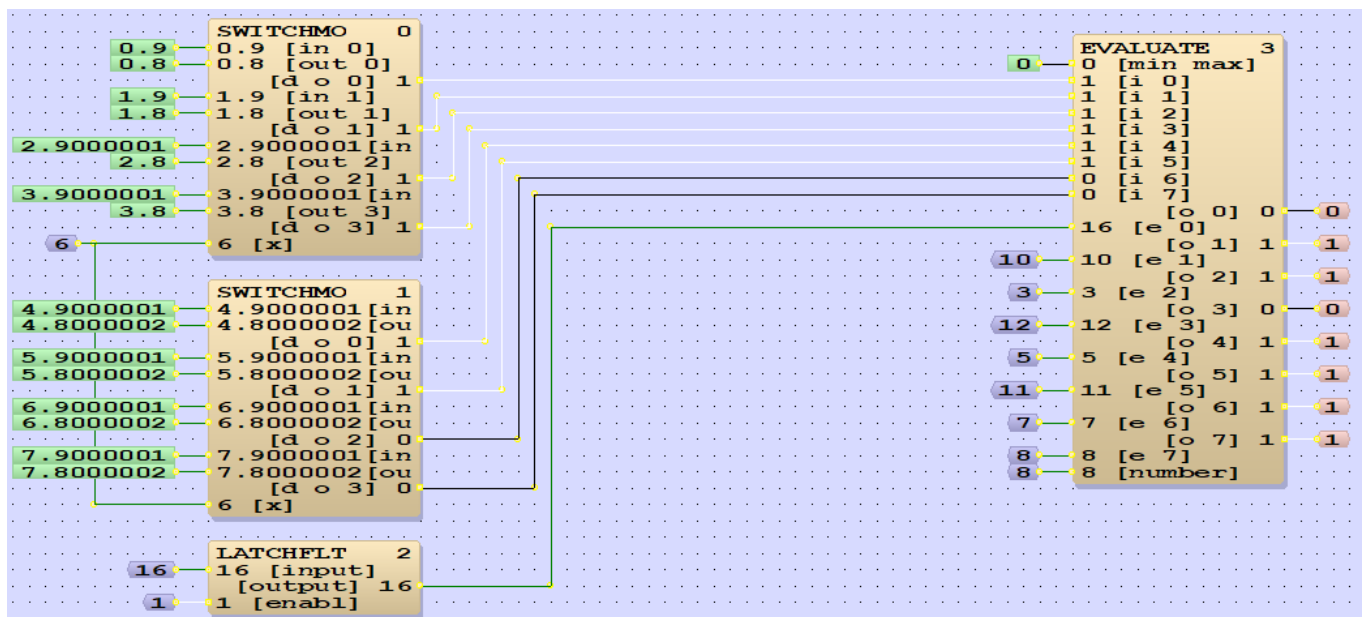 SWITCHMO 0
0.9 0.9 [in 0]
0.8 0.8 [out 0]
[d o 0] 1
1.9 1.9 [in 1]
1.8 1.8 [out 1]
[d o 1] 1
2.9000001 2.9000001[in
2.8 2.8 [out 2]
[d o 2] 1
3.9000001 3.9000001[in
3.8 3.8 [out 3]
[d o 3] 1
6 6 [x]
SWITCHMO 1
4.9000001 4.9000001[in
4.8000002 4.8000002[ou
[d o 0] 1
5.9000001 5.9000001[in
5.8000002 5.8000002[ou
[d o 1] 1
6.9000001 6.9000001[in
6.8000002 6.8000002[ou
[d o 2] 0
7.9000001 7.9000001[in
7.8000002 7.8000002[ou
[d o 3] 0
6 [x]
LATCHFLT 2
16 16 [input]
[output] 16
1 1 [enabl]
EVALUATE 3
0 0 [min max]
1 [i 0]
1 [i 1]
1 [i 2]
1 [i 3]
1 [i 4]
1 [i 5]
0 [i 6]
0 [i 7]
[o 0] 0 0
16 [e 0]
[o 1] 1 1
10 10 [e 1]
[o 2] 1 1
3 3 [e 2]
[o 3] 0 0
12 12 [e 3]
[o 4] 1 1
5 5 [e 4]
[o 5] 1 1
11 11 [e 5]
[o 6] 1 1
7 7 [e 6]
[o 7] 1 1
8 8 [e 7]
8 8 [number]